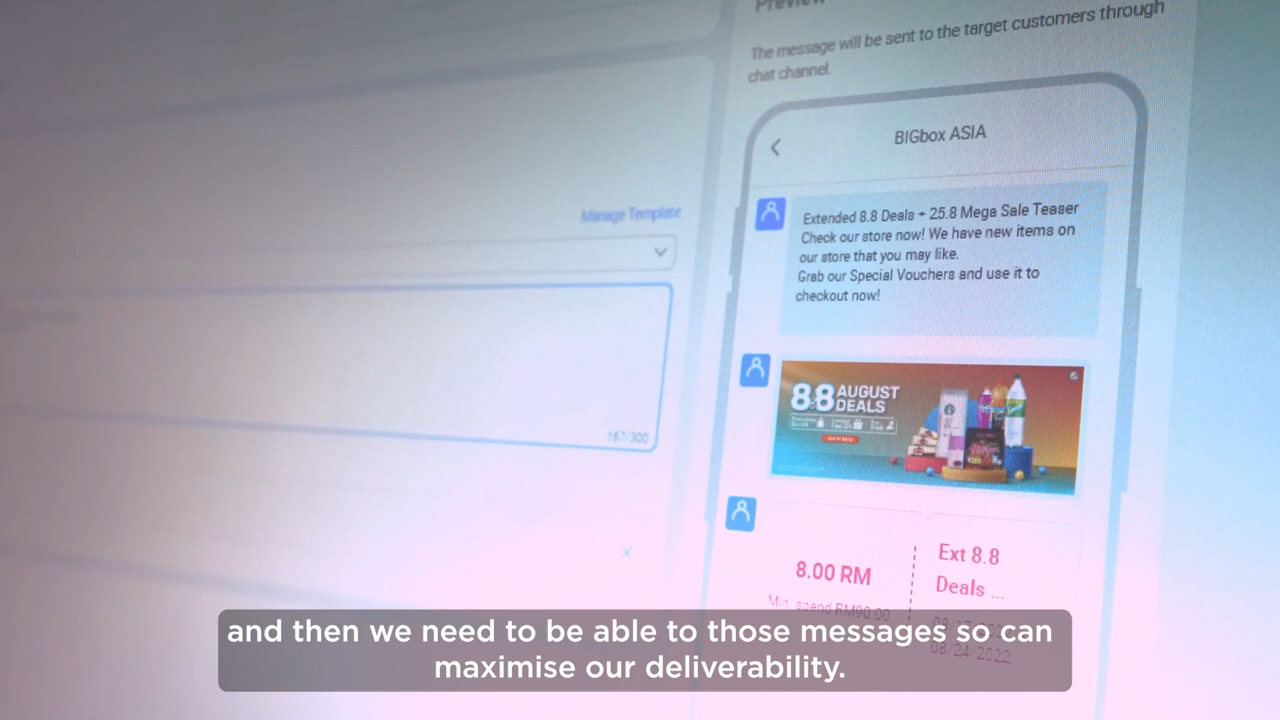 Preview
The message will be sent to the target customers through
chat channel.
BIGbox ASIA
Manage Template
Extended 8.8 Deals + 25.8 Mega Sale Teaser
Check our store now! We have new items on
our store that you may like.
Grab our Special Vouchers and use it to
checkout now!
167/300
8.8 AUGUST
DEALS
8.00 RM
Min. spend RM90.00
Ext 8.8
Deals ...
08/24/2022
and then we need to be able to those messages so can
maximise our deliverability.